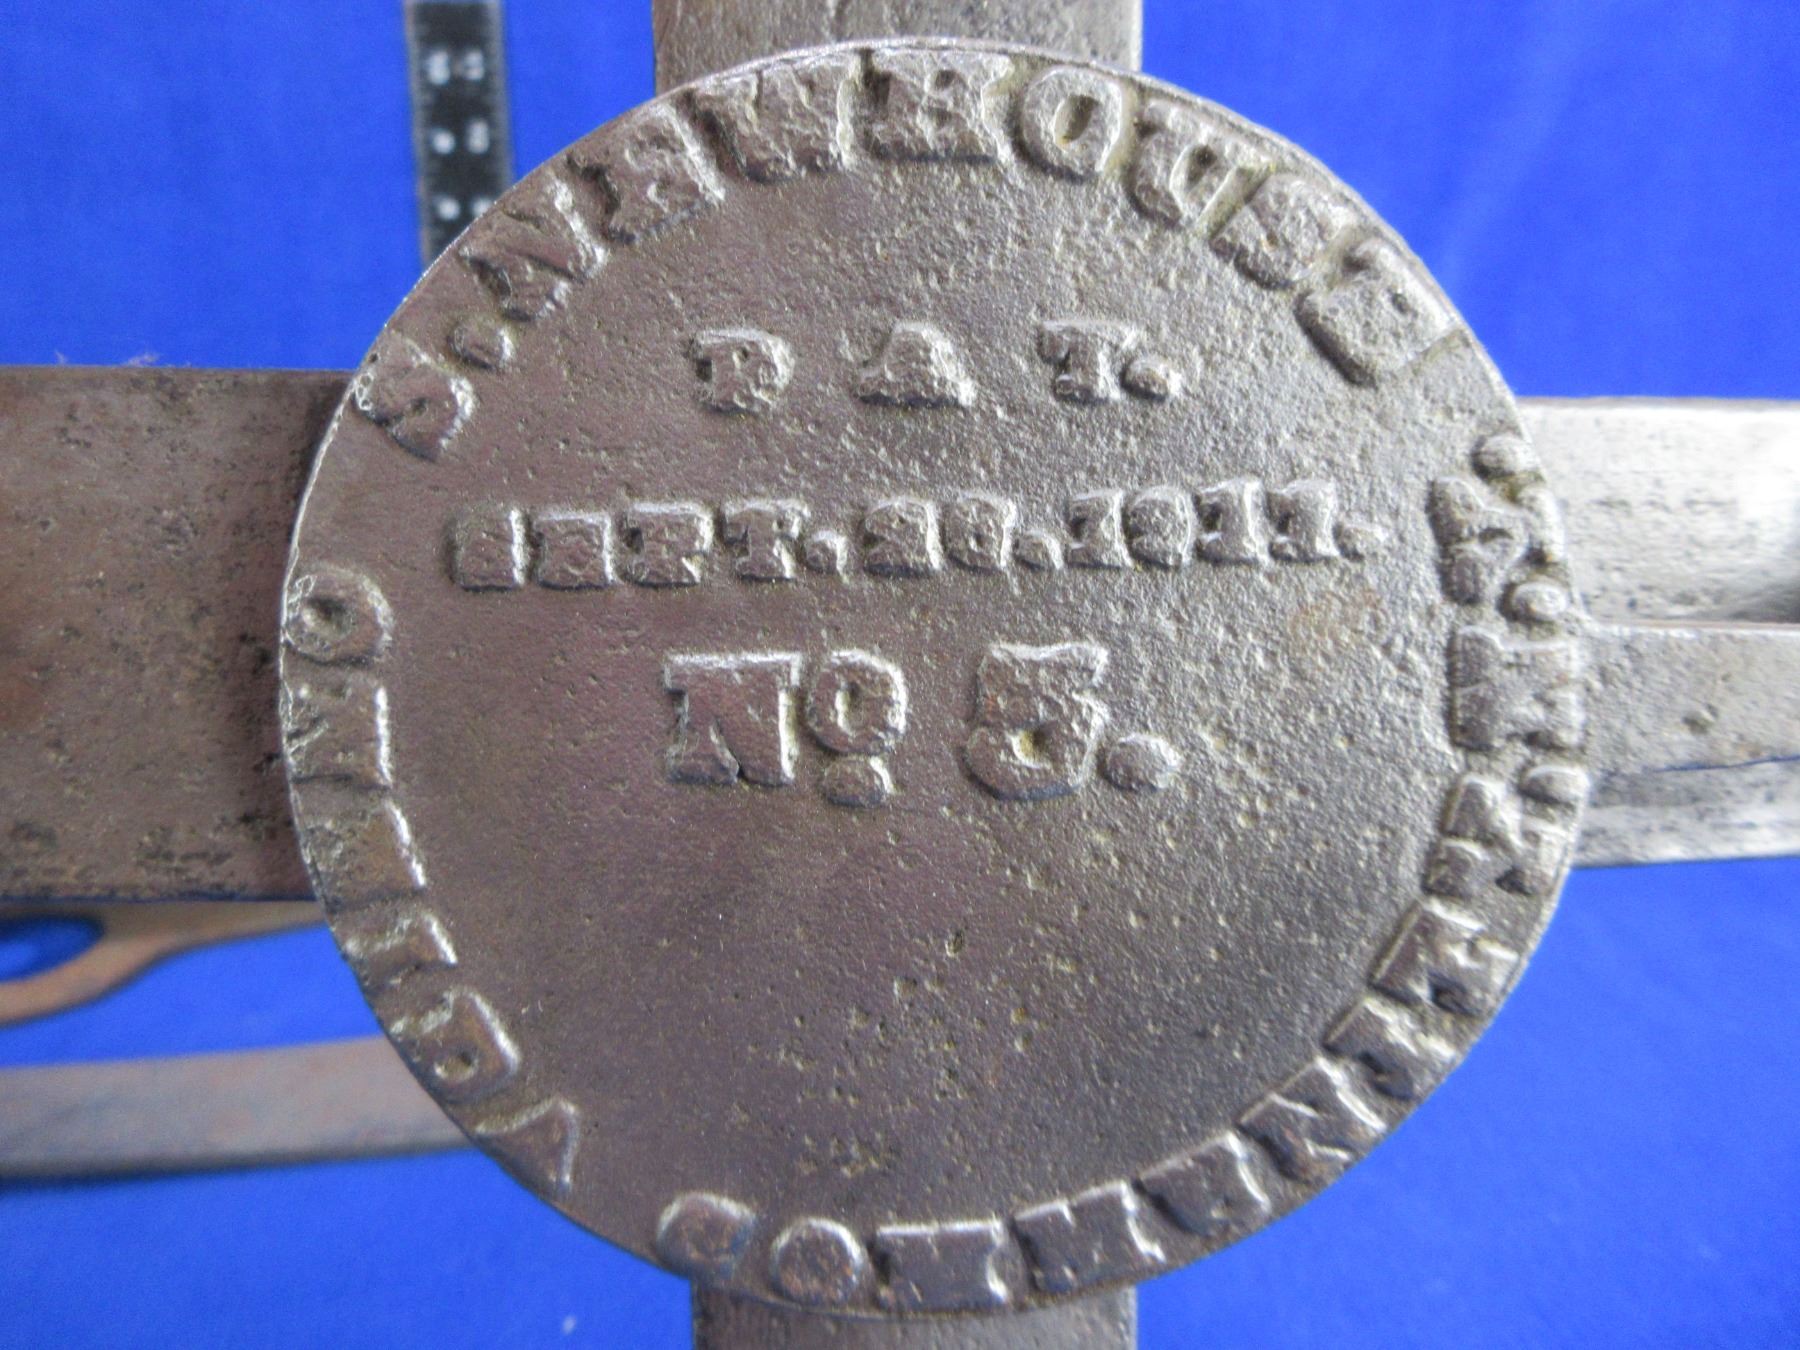 S. NEWHOUSE
PAT.
SEPT. 26. 1911.
No 5.
ONEIDA COMMUNITY. N.Y.